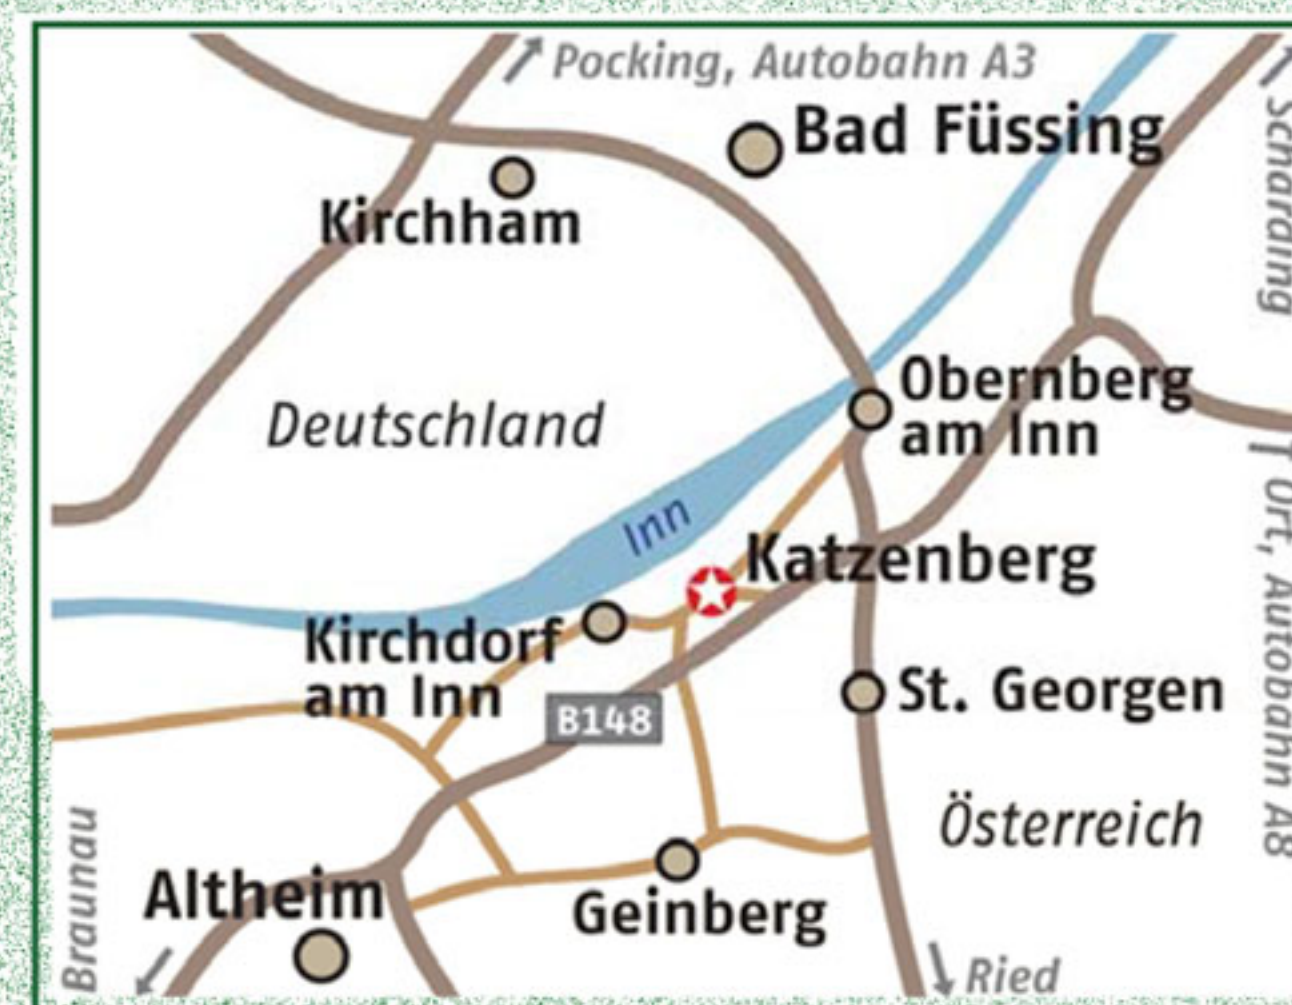 Pocking, Autobahn A3
Bad Füssing
Schärding
Kirchham
Obernberg
am Inn
Deutschland
Inn
Katzenberg
Kirchdorf
am Inn
B148
St. Georgen
Ort, Autobahn A8
Österreich
Braunau
Altheim
Geinberg
Ried